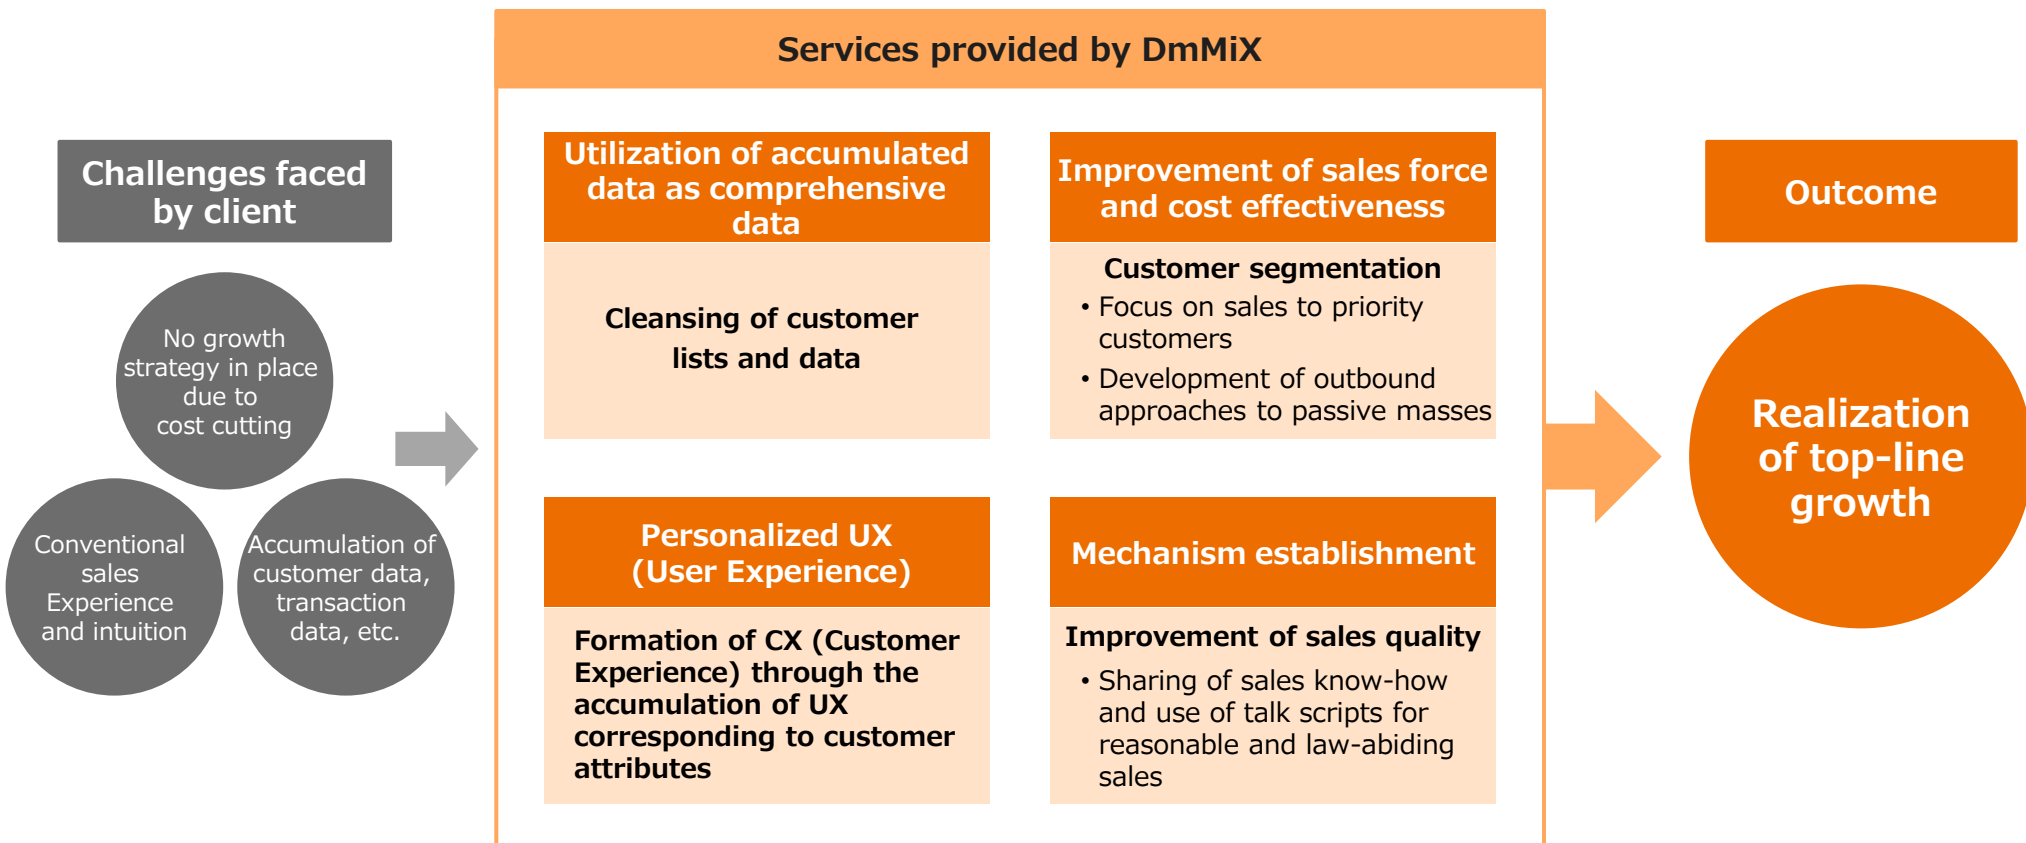 Services provided by DmMiX
Challenges faced
by client
No growth
strategy in place
due to
cost cutting
Conventional
sales
Experience
and intuition
Accumulation of
customer data,
transaction
data, etc.
Utilization of accumulated
data as comprehensive
data
Cleansing of customer
lists and data
Improvement of sales force
and cost effectiveness
Customer segmentation
• Focus on sales to priority
customers
• Development of outbound
approaches to passive masses
Personalized UX
(User Experience)
Formation of CX (Customer
Experience) through the
accumulation of UX
corresponding to customer
attributes
Mechanism establishment
Improvement of sales quality
• Sharing of sales know-how
and use of talk scripts for
reasonable and law-abiding
sales
Outcome
Realization
of top-line
growth